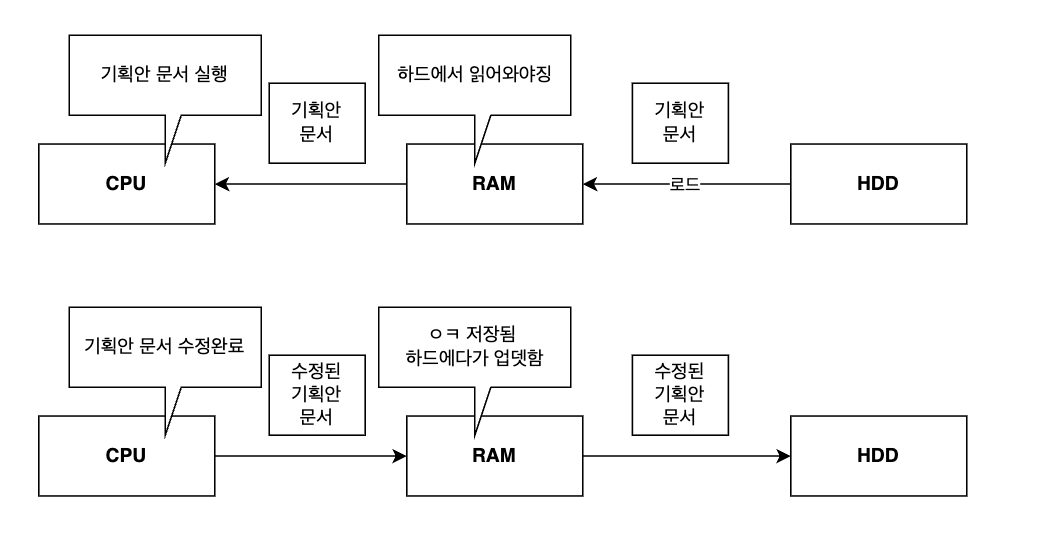 기획안 문서 실행
하드에서 읽어와야징
기획안
문서
기획안
문서
CPU
RAM
로드
HDD
기획안 문서 수정완료
ㅇㅋ 저장됨
하드에다가 업뎃함
수정된
기획안
문서
수정된
기획안
문서
CPU
RAM
HDD